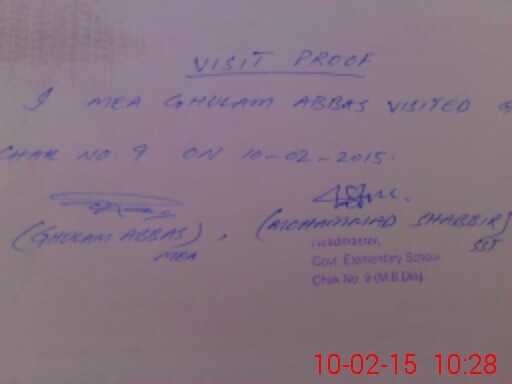 VISIT PROOF
I MEA GHULAM ABBAS VISITED
CHAK NO. 9 ON 10-02-2015.
(GHULAM ABBAS), (MOHAMMAD SHABBIR)
MEA SST
Headmaster,
Govt. Elementary School
Chak No. 9 (M.B.Din)
10-02-15 10:28